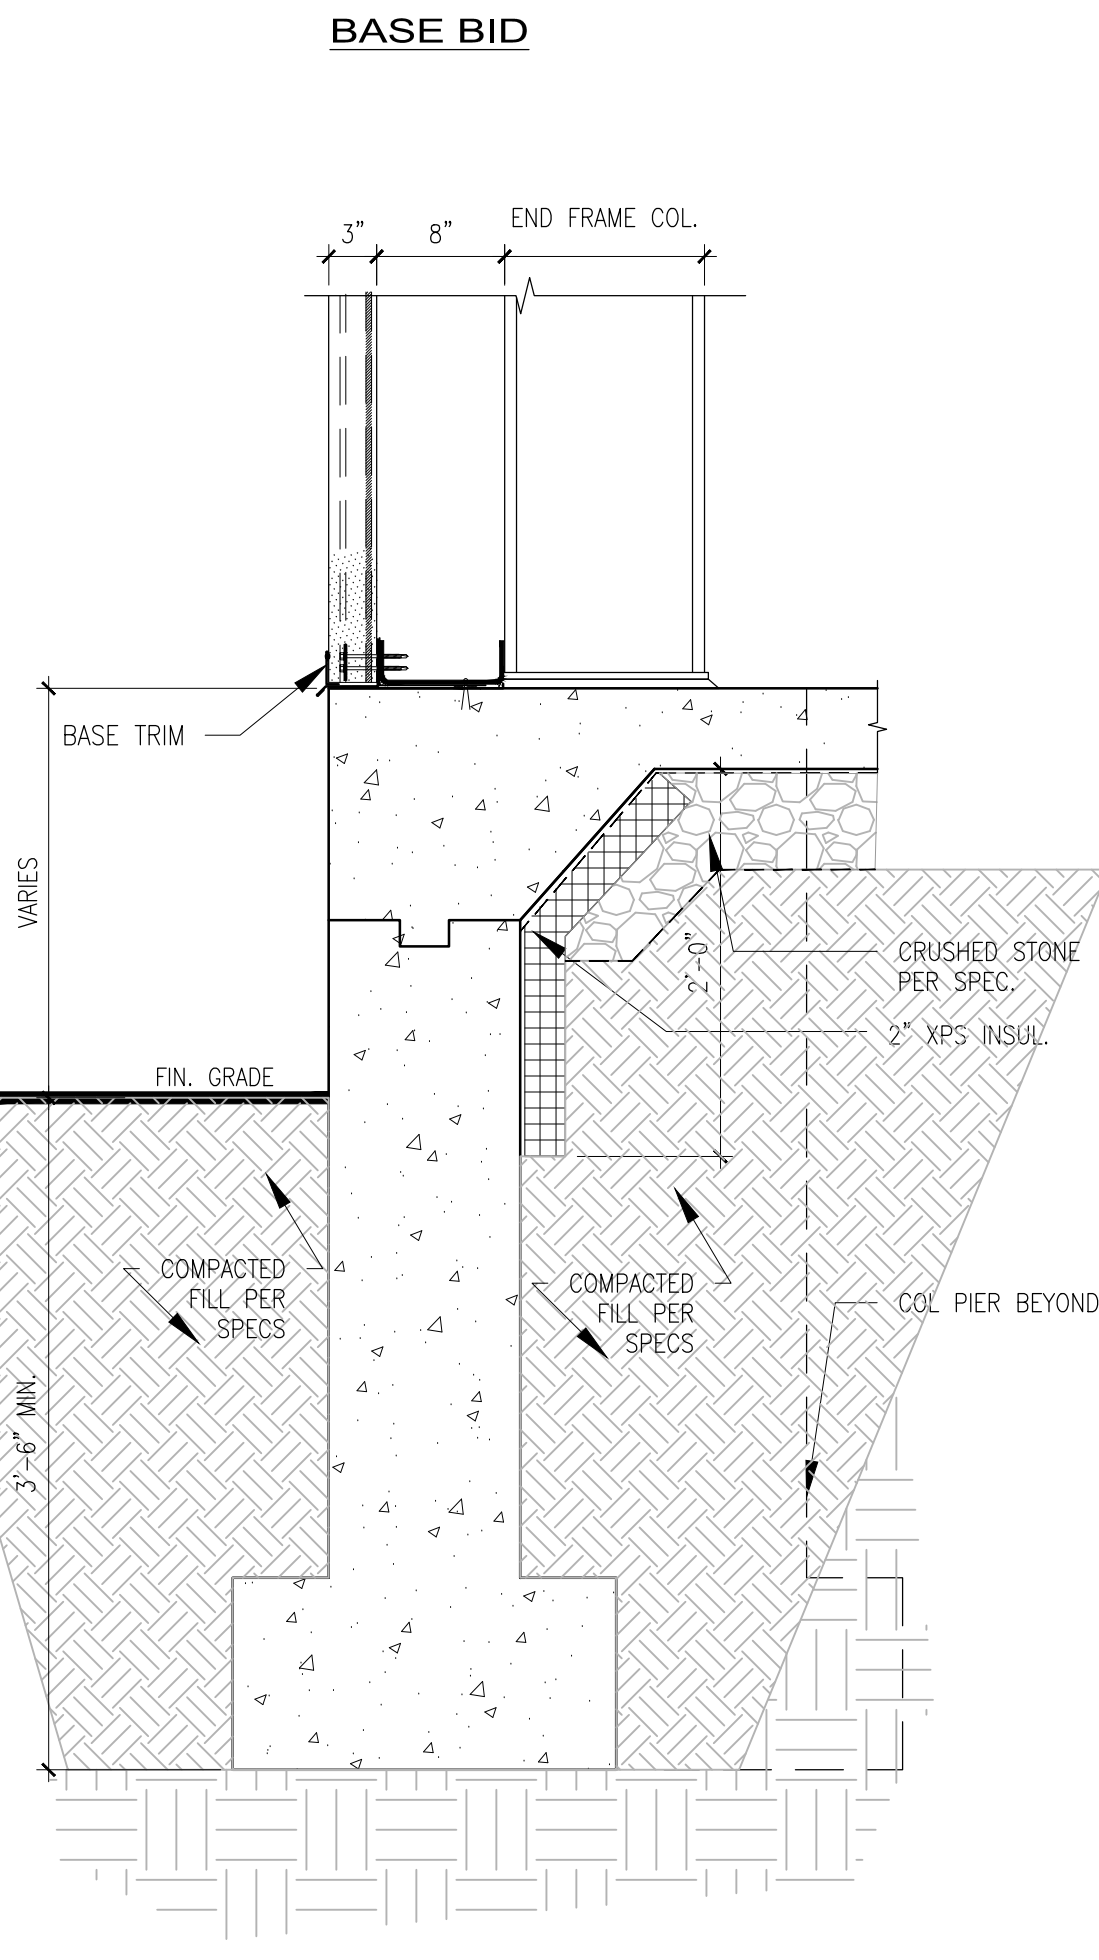 BASE BID
END FRAME COL.
3”
8”
BASE TRIM
VARIES
2’-0”
CRUSHED STONE
PER SPEC.
2” XPS INSUL.
FIN. GRADE
COMPACTED
FILL PER
SPECS
COMPACTED
FILL PER
SPECS
COL PIER BEYOND
3’-6” MIN.